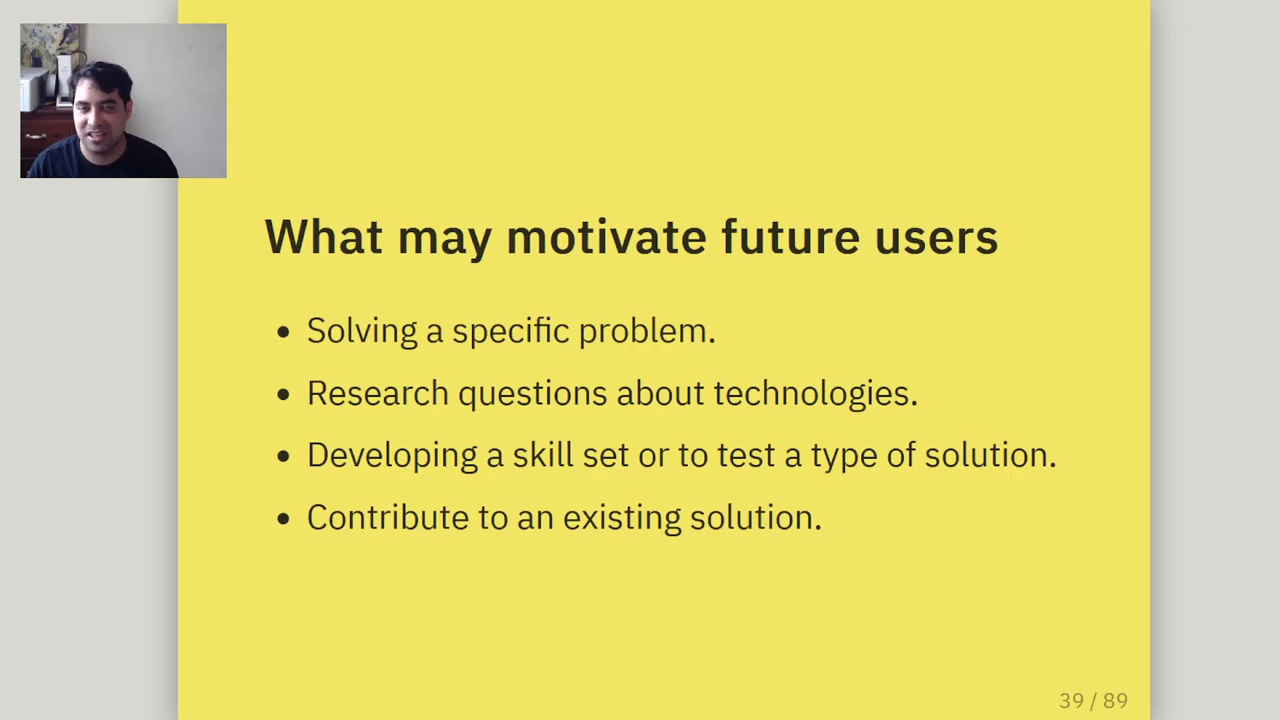 What may motivate future users
Solving a specific problem.
Research questions about technologies.
Developing a skill set or to test a type of solution.
Contribute to an existing solution.
39 / 89